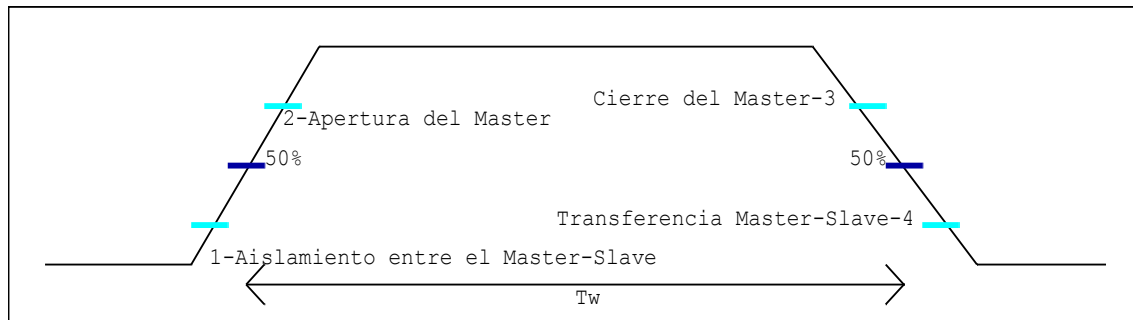 Cierre del Master-3
2-Apertura del Master
50%
50%
Transferencia Master-Slave-4
1-Aislamiento entre el Master-Slave
Tw